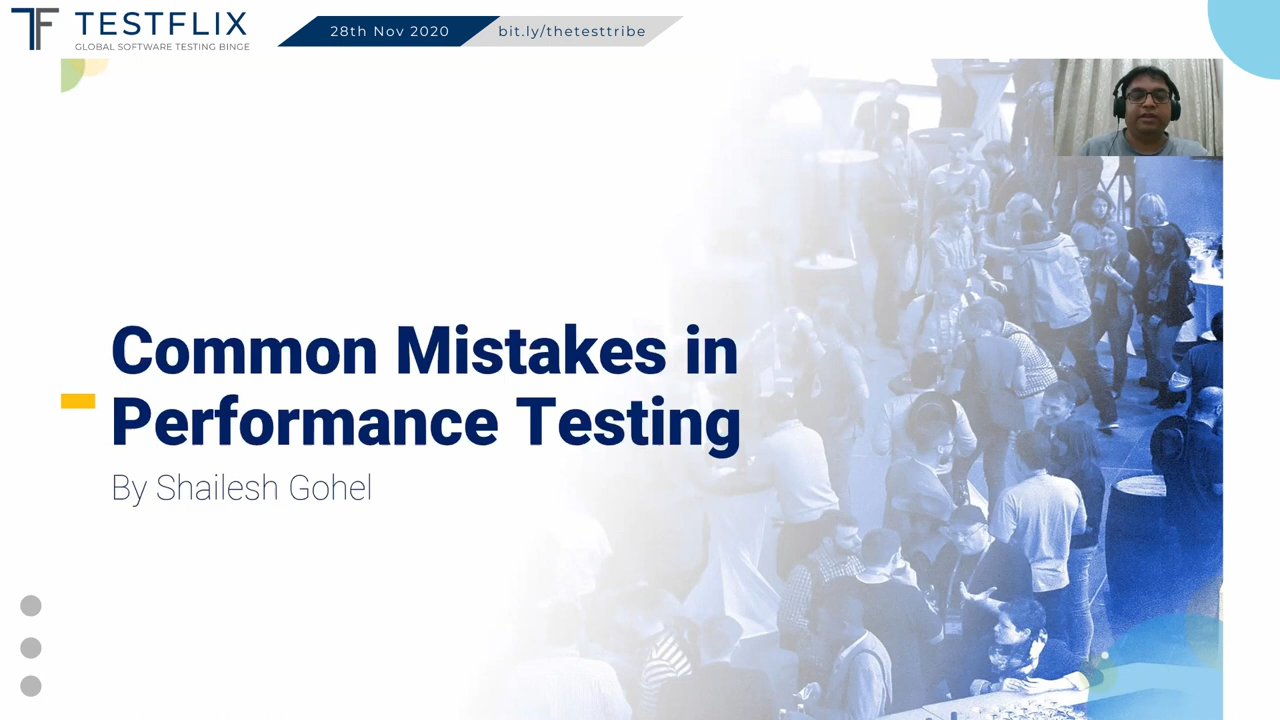 TF
TESTFLIX
GLOBAL SOFTWARE TESTING BINGE
28th Nov 2020
bit.ly/thetesttribe
Common Mistakes in
Performance Testing
By Shailesh Gohel